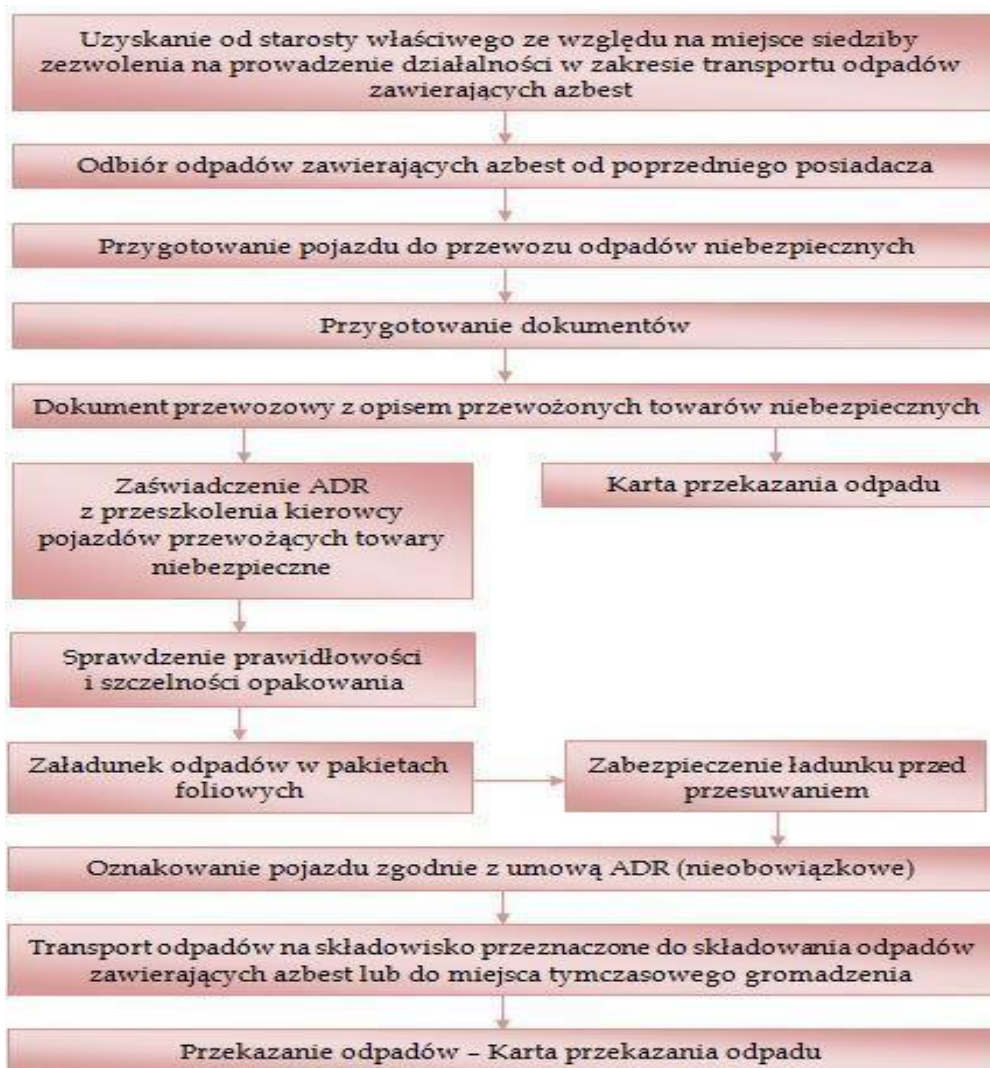 Uzyskanie od starosty właściwego ze względu na miejsce siedziby
zezwolenia na prowadzenie działalności w zakresie transportu odpadów
zawierających azbest
Odbiór odpadów zawierających azbest od poprzedniego posiadacza
Przygotowanie pojazdu do przewozu odpadów niebezpiecznych
Przygotowanie dokumentów
Dokument przewozowy z opisem przewożonych towarów niebezpiecznych
Zaświadczenie ADR
z przeszkolenia kierowcy
pojazdów przewożących towary
niebezpieczne
Karta przekazania odpadu
Sprawdzenie prawidłowości
i szczelności opakowania
Załadunek odpadów w pakietach
foliowych
Zabezpieczenie ładunku przed
przesuwaniem
Oznakowanie pojazdu zgodnie z umową ADR (nieobowiązkowe)
Transport odpadów na składowisko przeznaczone do składowania odpadów
zawierających azbest lub do miejsca tymczasowego gromadzenia
Przekazanie odpadów – Karta przekazania odpadu